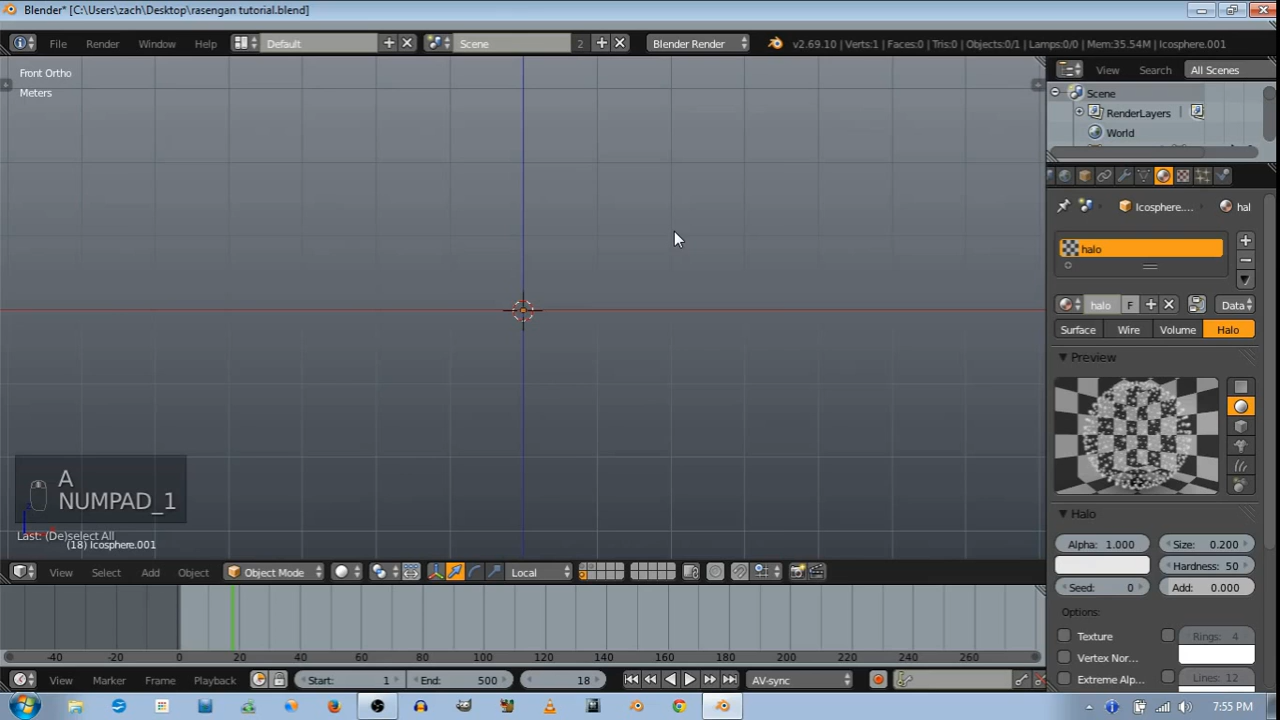 Blender* [C:\Users\zach\Desktop\rasengan tutorial.blend]
File Render Window Help Default Scene 2 Blender Render v2.69.10 | Verts:1 | Faces:0 | Tris:0 | Objects:0/1 | Lamps:0/0 | Mem:35.54M | Icosphere.001
Front Ortho
Meters
View Search All Scenes
Scene
RenderLayers
World
Icosphere.... hal
halo
halo F Data
Surface Wire Volume Halo
Preview
Halo
Alpha: 1.000 Size: 0.200
Hardness: 50
Seed: 0 Add: 0.000
Options:
Texture Rings: 4
Vertex Nor...
Extreme Alp... Lines: 12
A
NUMPAD_1
Last: (De)select All
(18) Icosphere.001
View Select Add Object Object Mode Local
-40 -20 0 20 40 60 80 100 120 140 160 180 200 220 240 260
View Marker Frame Playback Start: 1 End: 500 18 AV-sync
7:55 PM